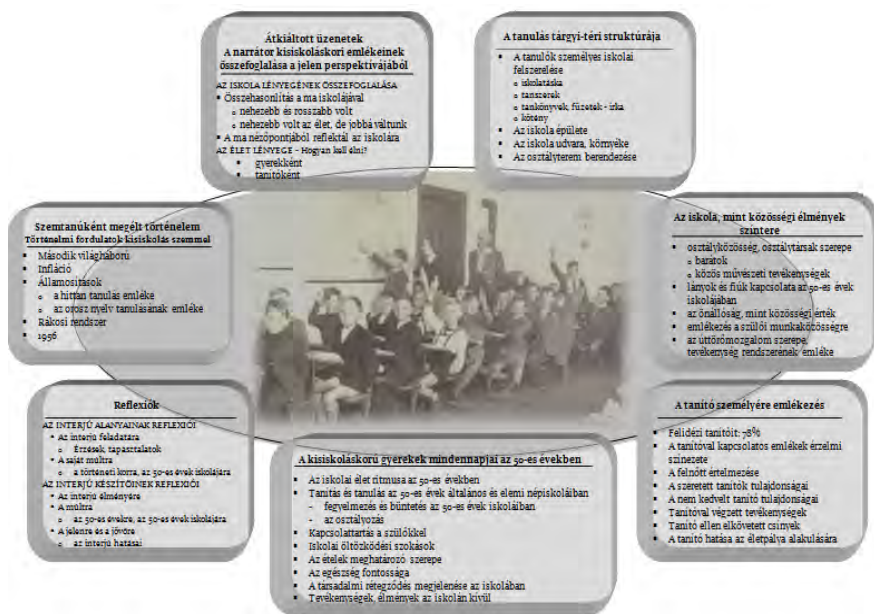 Átkiáltott üzenetek
A narrátor kisiskoláskori emlékeinek
összefoglalása a jelen perspektívájából
AZ ISKOLA LÉNYEGÉNEK ÖSSZEFOGLALÁSA
▪ Összehasonlítás a ma iskolájával
o nehezebb és rosszabb volt
o nehezebb volt az élet, de jobbá váltunk
▪ A ma nézőpontjából reflektál az iskolára
AZ ÉLET LÉNYEGE – Hogyan kell élni?
▪ gyerekként
▪ tanítóként
A tanulás tárgyi-téri struktúrája
▪ A tanulók személyes iskolai
felszerelése
o iskolatáska
o tanszerek
o tankönyvek, füzetek - irka
o kötény
▪ Az iskola épülete
▪ Az iskola udvara, környéke
▪ Az osztályterem berendezése
Szemtanúként megélt történelem
Történelmi fordulatok kisiskolás szemmel
▪ Második világháború
▪ Infláció
▪ Államosítások
o a hittan tanulás emléke
o az orosz nyelv tanulásának emléke
▪ Rákosi rendszer
▪ 1956
Az iskola, mint közösségi élmények
színtere
▪ osztályközösség, osztálytársak szerepe
o barátok
o közös művészeti tevékenységek
▪ lányok és fiúk kapcsolata az 50-es évek
iskolájában
▪ az önállóság, mint közösségi érték
▪ emlékezés a szülői munkaközösségre
▪ az úttörőmozgalom szerepe,
tevékenység rendszerének emléke
Reflexiók
AZ INTERJÚ ALANYAINAK REFLEXIÓI
▪ Az interjú feladatára
o Érzések, tapasztalatok
▪ A saját múltra
o a történeti korra, az 50-es évek iskolájára
AZ INTERJÚ KÉSZÍTŐINEK REFLEXIÓI
▪ Az interjú élményére
▪ A múltra
o az 50-es évekre, az 50-es évek iskolájára
▪ A jelenre és a jövőre
o az interjú hatásai
A kisiskoláskorú gyerekek mindennapjai az 50-es években
▪ Az iskolai élet ritmusa az 50-es években
▪ Tanítás és tanulás az 50-es évek általános és elemi népiskoláiban
- fegyelmezés és büntetés az 50-es évek iskoláiban
- az osztályozás
▪ Kapcsolattartás a szülőkkel
▪ Iskolai öltözködési szokások
▪ Az ételek meghatározó szerepe
▪ Az egészség fontossága
▪ A társadalmi rétegződés megjelenése az iskolában
▪ Tevékenységek, élmények az iskolán kívül
A tanító személyére emlékezés
▪ Felidézi tanítóit: 78%
▪ A tanítóval kapcsolatos emlékek érzelmi
színezete
▪ A felnőtt értelmezése
▪ A szeretett tanítók tulajdonságai
▪ A nem kedvelt tanító tulajdonságai
▪ Tanítóval végzett tevékenységek
▪ Tanító ellen elkövetett csínyek
▪ A tanító hatása az életpálya alakulására